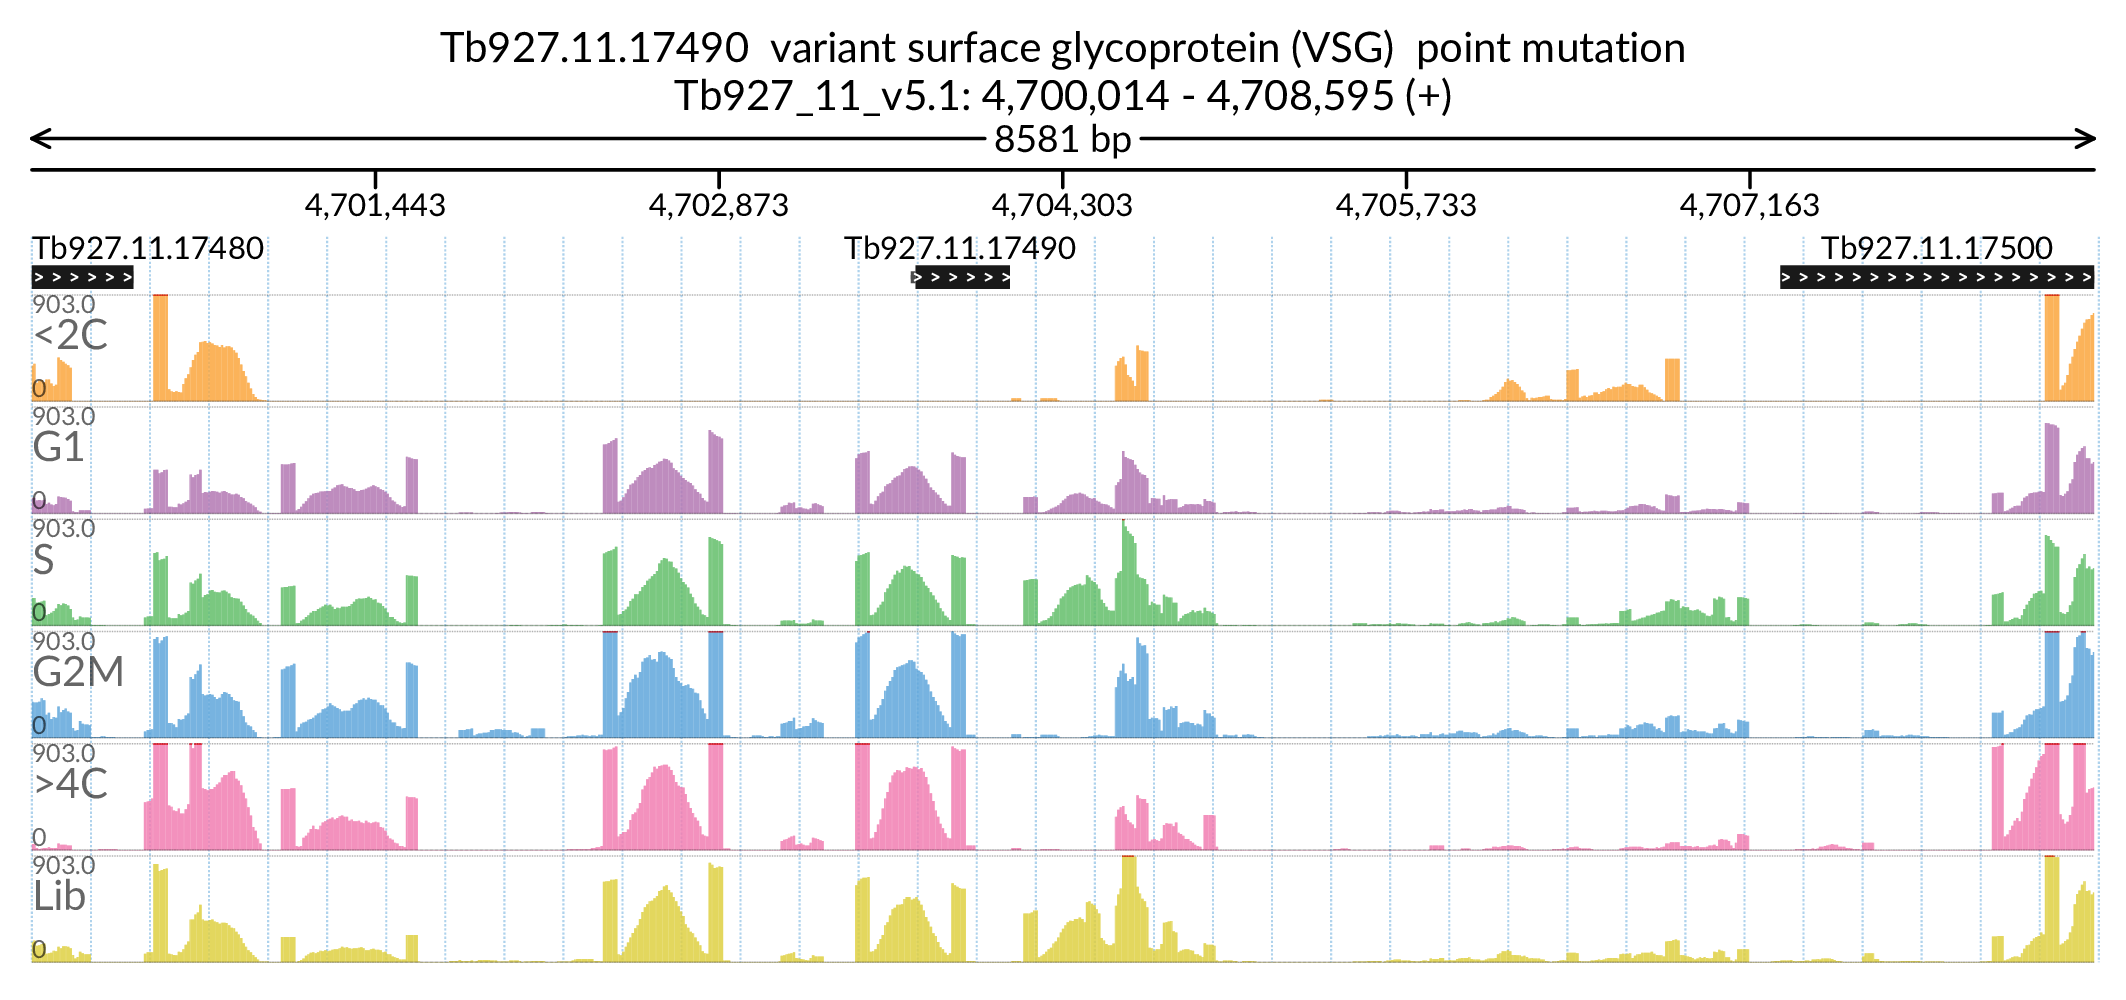 Tb927.11.17490  variant surface glycoprotein (VSG)  point mutation
Tb927_11_v5.1: 4,700,014 - 4,708,595 (+)
8581 bp
4,701,443 4,702,873 4,704,303 4,705,733 4,707,163
Tb927.11.17480 Tb927.11.17490 Tb927.11.17500
903.0
<2C
0
903.0
G1
0
903.0
S
0
903.0
G2M
0
903.0
>4C
0
903.0
Lib
0